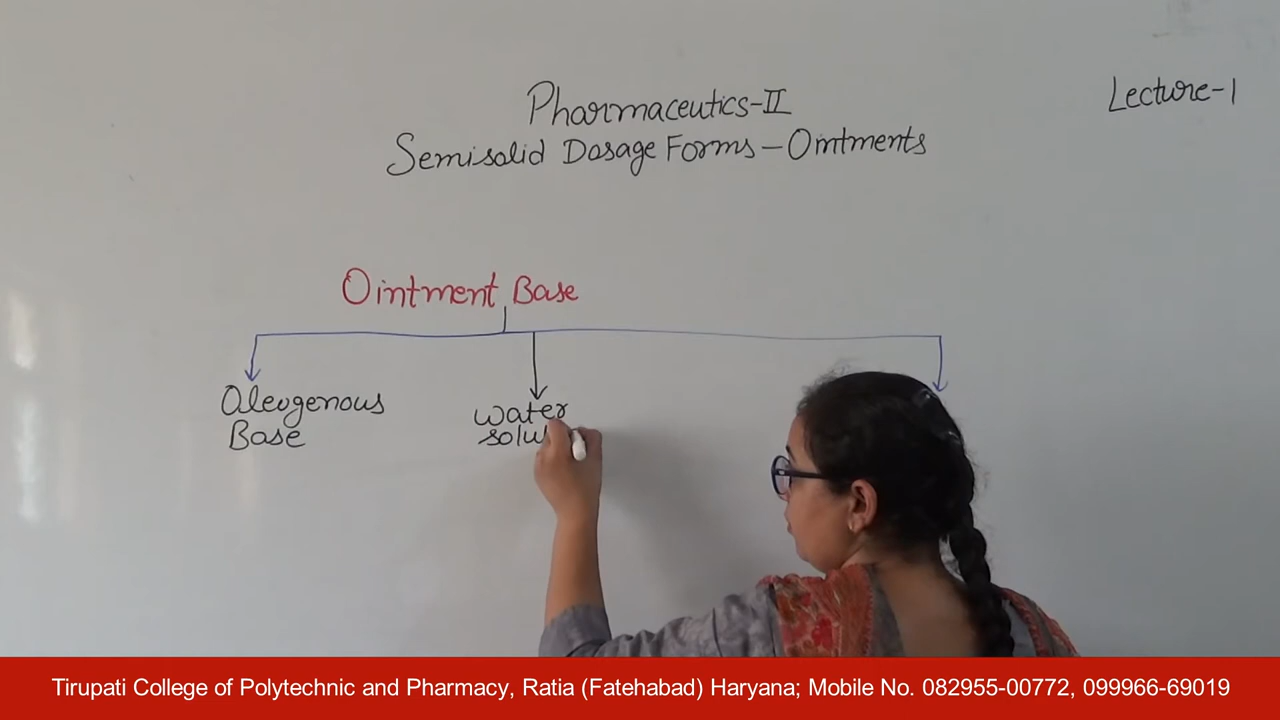 Pharmaceutics-II
Lecture-1
Semisolid Dosage Forms - Ointments
Ointment Base
Oleogenous
Base
water
solu
Tirupati College of Polytechnic and Pharmacy, Ratia (Fatehabad) Haryana; Mobile No. 082955-00772, 099966-69019